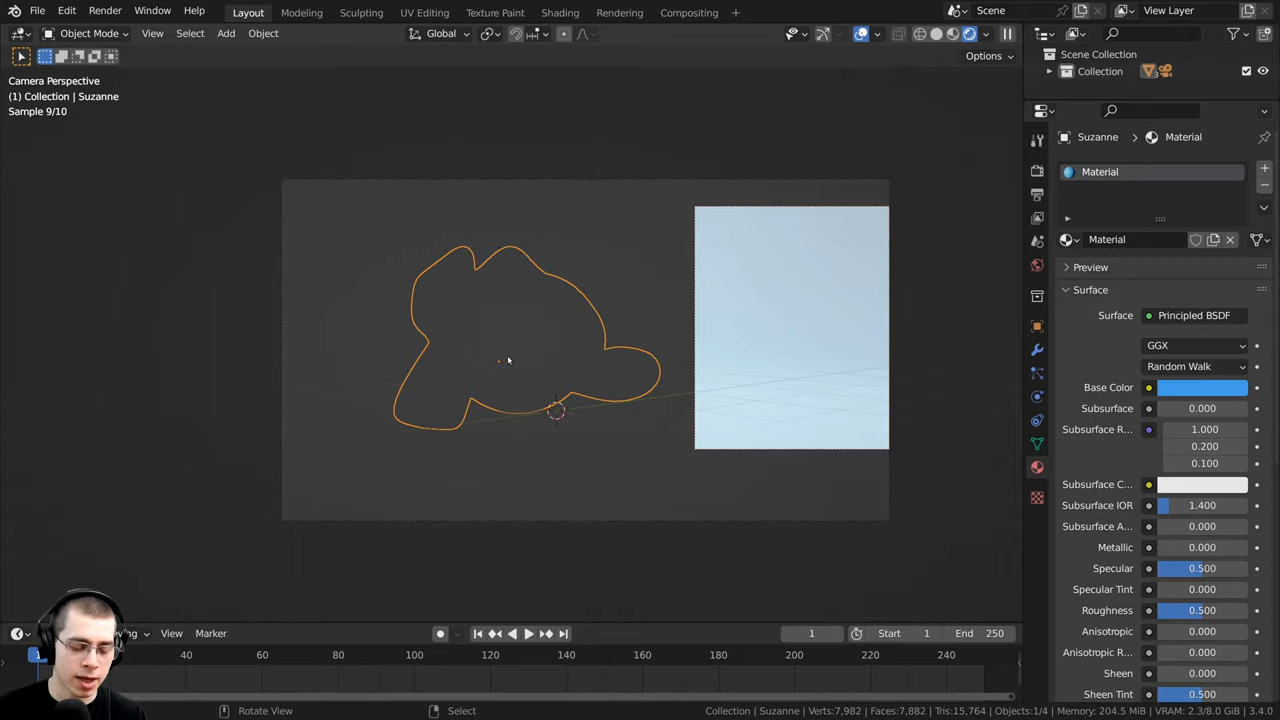 File Edit Render Window Help
Layout Modeling Sculpting UV Editing Texture Paint Shading Rendering Compositing +
Scene
View Layer
Object Mode View Select Add Object
Global
Options
Camera Perspective
(1) Collection | Suzanne
Sample 9/10
Scene Collection
Collection
3
Suzanne Material
Material
Material
Preview
Surface
Surface Principled BSDF
GGX
Random Walk
Base Color
Subsurface 0.000
Subsurface R... 1.000
0.200
0.100
Subsurface C...
Subsurface IOR 1.400
Subsurface A... 0.000
Metallic 0.000
Specular 0.500
Specular Tint 0.000
Roughness 0.500
Anisotropic 0.000
Anisotropic R... 0.000
Sheen 0.000
Sheen Tint 0.500
View Marker
1 Start 1 End 250
1 40 60 80 100 120 140 160 180 200 220 240
Rotate View
Select
Collection | Suzanne | Verts:7,982 | Faces:7,882 | Tris:15,764 | Objects:1/4 | Memory: 204.5 MiB | VRAM: 2.3/8.0 GiB | 3.4.0